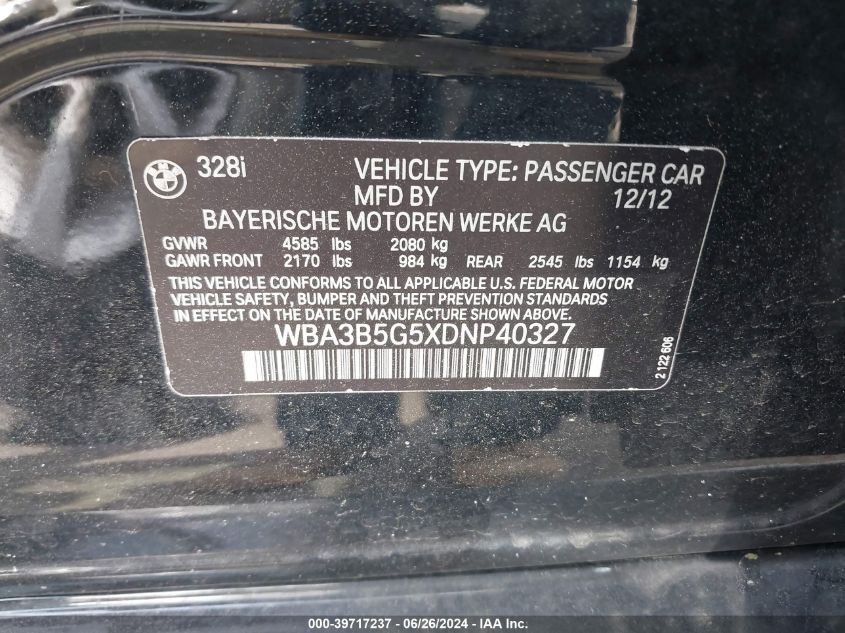 BMW
328i VEHICLE TYPE: PASSENGER CAR
MFD BY 12/12
BAYERISCHE MOTOREN WERKE AG
GVWR 4585 lbs 2080 kg
GAWR FRONT 2170 lbs 984 kg REAR 2545 lbs 1154 kg
THIS VEHICLE CONFORMS TO ALL APPLICABLE U.S. FEDERAL MOTOR
VEHICLE SAFETY, BUMPER AND THEFT PREVENTION STANDARDS
IN EFFECT ON THE DATE OF MANUFACTURE SHOWN ABOVE.
WBA3B5G5XDNP40327
2 122 606
000-39717237 - 06/26/2024 - IAA Inc.